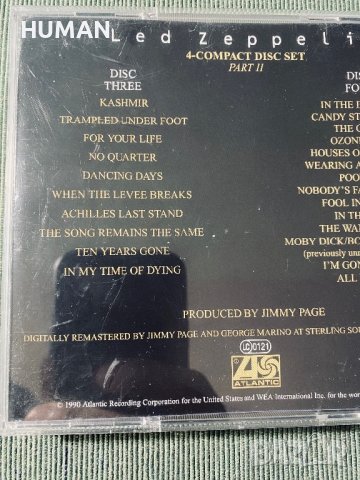 HUMAN
Led Zeppeli
4-COMPACT DISC SET
PART II
DISC
THREE
KASHMIR
TRAMPLED UNDER FOOT
FOR YOUR LIFE
NO QUARTER
DANCING DAYS
WHEN THE LEVEE BREAKS
ACHILLES LAST STAND
THE SONG REMAINS THE SAME
TEN YEARS GONE
IN MY TIME OF DYING
DIS
FO
IN THE E
CANDY ST
THE C
OZON
HOUSES O
WEARING A
POO
NOBODY'S FA
FOOL IN
IN TH
THE WA
MOBY DICK/BO
(previously unr
I'M GON
ALL
PRODUCED BY JIMMY PAGE
DIGITALLY REMASTERED BY JIMMY PAGE AND GEORGE MARINO AT STERLING SOU
LC 0121
ATLANTIC
© 1990 Atlantic Recording Corporation for the United States and WEA International Inc. for the wor